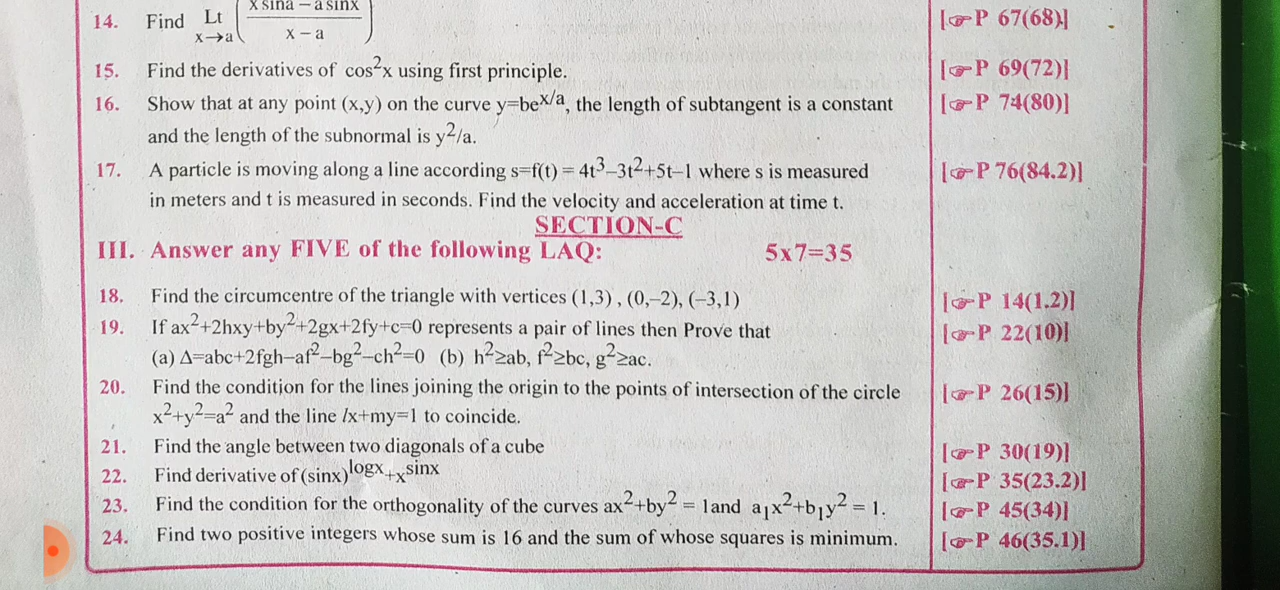 14. Find Lt x→a ( x sina – a sinx / x – a ) [☞P 67(68)]
15. Find the derivatives of cos²x using first principle. [☞P 69(72)]
16. Show that at any point (x,y) on the curve y=be^x/a, the length of subtangent is a constant [☞P 74(80)]
and the length of the subnormal is y²/a.
17. A particle is moving along a line according s=f(t) = 4t³–3t²+5t–1 where s is measured [☞P 76(84.2)]
in meters and t is measured in seconds. Find the velocity and acceleration at time t.
SECTION-C
III. Answer any FIVE of the following LAQ: 5x7=35
18. Find the circumcentre of the triangle with vertices (1,3) , (0,–2), (–3,1) [☞P 14(1.2)]
19. If ax²+2hxy+by²+2gx+2fy+c=0 represents a pair of lines then Prove that [☞P 22(10)]
(a) Δ=abc+2fgh–af²–bg²–ch²=0 (b) h²≥ab, f²≥bc, g²≥ac.
20. Find the condition for the lines joining the origin to the points of intersection of the circle [☞P 26(15)]
x²+y²=a² and the line lx+my=1 to coincide.
21. Find the angle between two diagonals of a cube [☞P 30(19)]
22. Find derivative of (sinx)^logx+x^sinx [☞P 35(23.2)]
23. Find the condition for the orthogonality of the curves ax²+by² = 1and a₁x²+b₁y² = 1. [☞P 45(34)]
24. Find two positive integers whose sum is 16 and the sum of whose squares is minimum. [☞P 46(35.1)]